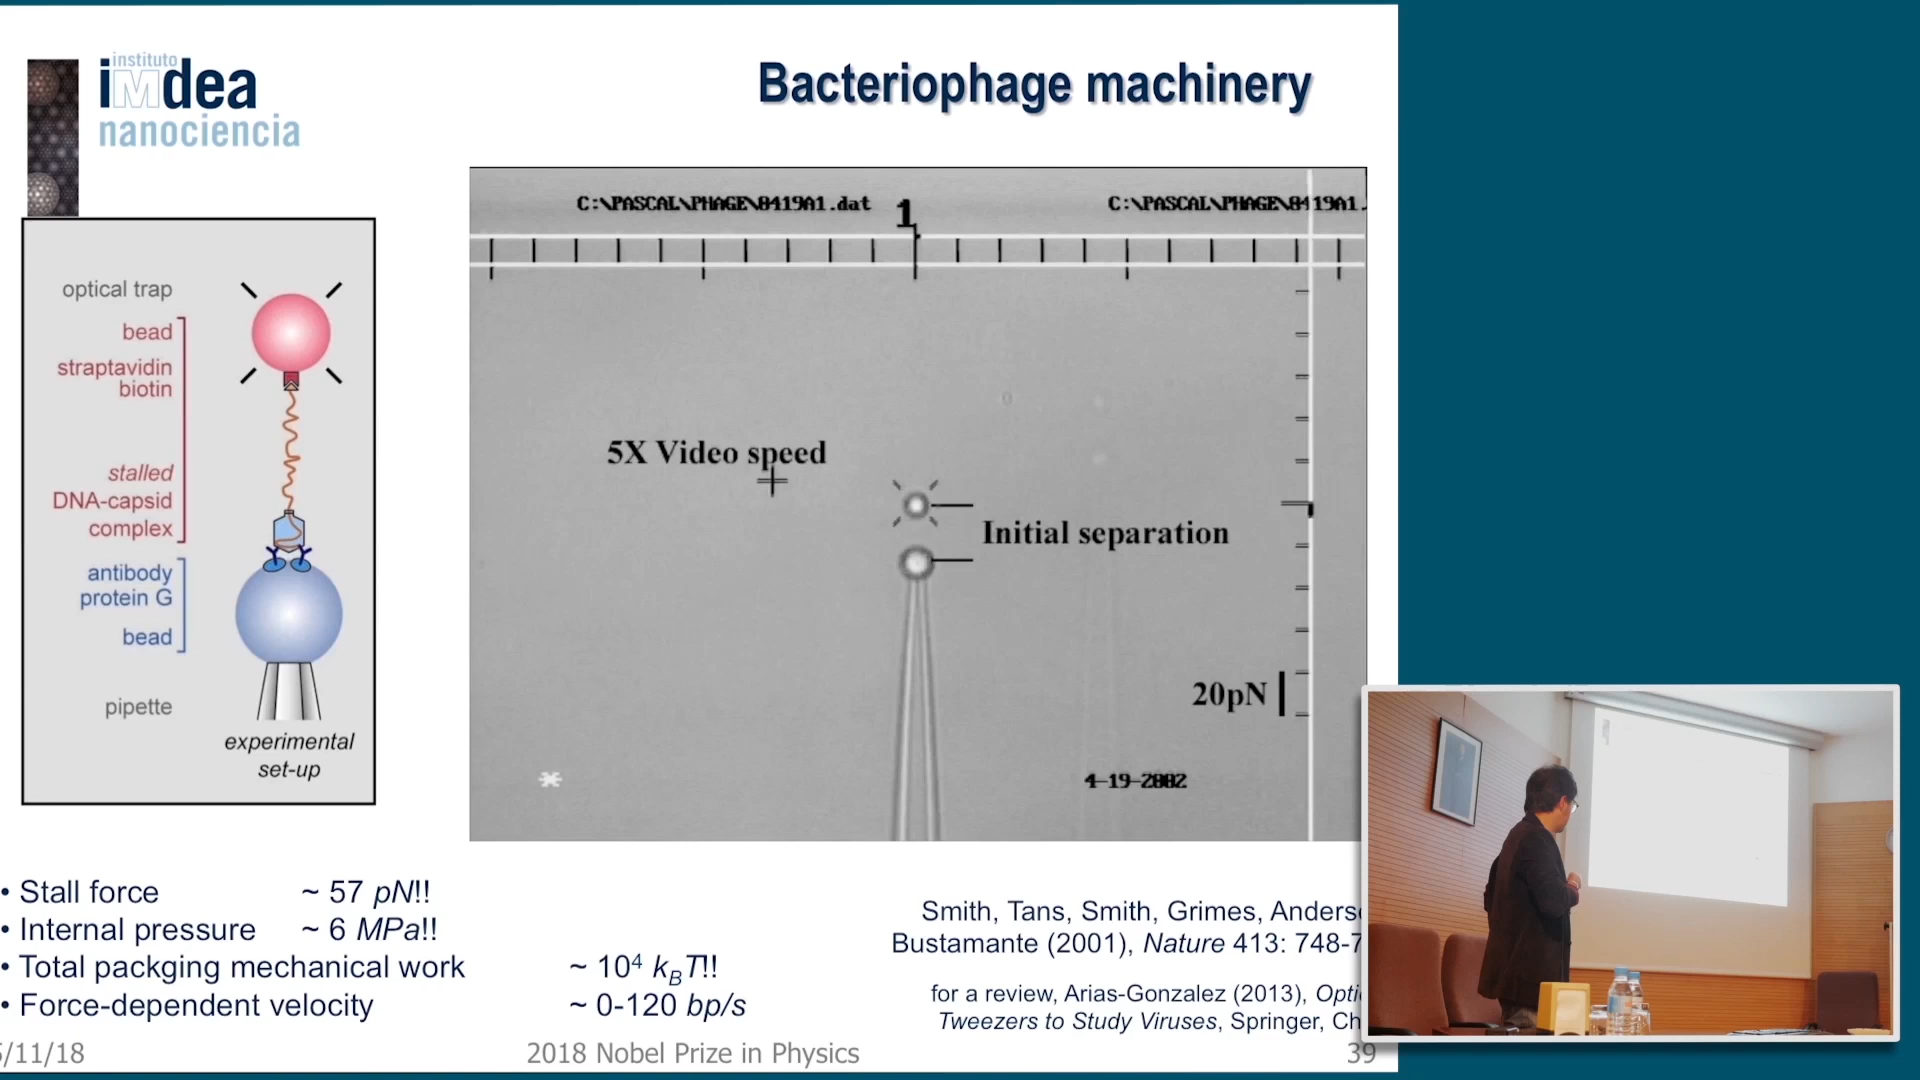 instituto
iMdea
nanociencia
Bacteriophage machinery
optical trap
bead
straptavidin
biotin
stalled
DNA-capsid
complex
antibody
protein G
bead
pipette
experimental
set-up
C:\PASCAL\PHAGE\8419A1.dat
1
C:\PASCAL\PHAGE\8419A1.
5X Video speed
Initial separation
20pN
4-19-2002
• Stall force ~ 57 pN!!
• Internal pressure ~ 6 MPa!!
• Total packging mechanical work ~ 10⁴ k_BT!!
• Force-dependent velocity ~ 0-120 bp/s
Smith, Tans, Smith, Grimes, Anderso
Bustamante (2001), Nature 413: 748-7
for a review, Arias-Gonzalez (2013), Opti
Tweezers to Study Viruses, Springer, Ch
/11/18
2018 Nobel Prize in Physics
39